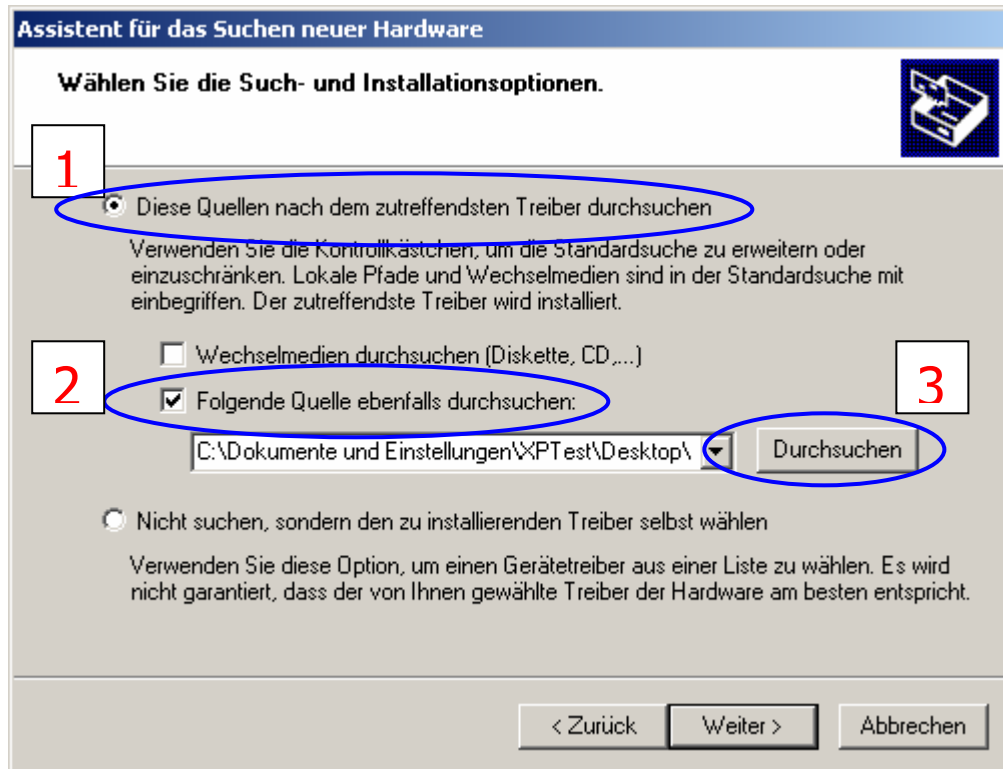 Assistent für das Suchen neuer Hardware
Wählen Sie die Such- und Installationsoptionen.
1
Diese Quellen nach dem zutreffendsten Treiber durchsuchen
Verwenden Sie die Kontrollkästchen, um die Standardsuche zu erweitern oder
einzuschränken. Lokale Pfade und Wechselmedien sind in der Standardsuche mit
einbegriffen. Der zutreffendste Treiber wird installiert.
Wechselmedien durchsuchen (Diskette, CD,...)
2
Folgende Quelle ebenfalls durchsuchen:
3
C:\Dokumente und Einstellungen\XPTest\Desktop\
Durchsuchen
Nicht suchen, sondern den zu installierenden Treiber selbst wählen
Verwenden Sie diese Option, um einen Gerätetreiber aus einer Liste zu wählen. Es wird
nicht garantiert, dass der von Ihnen gewählte Treiber der Hardware am besten entspricht.
< Zurück
Weiter >
Abbrechen